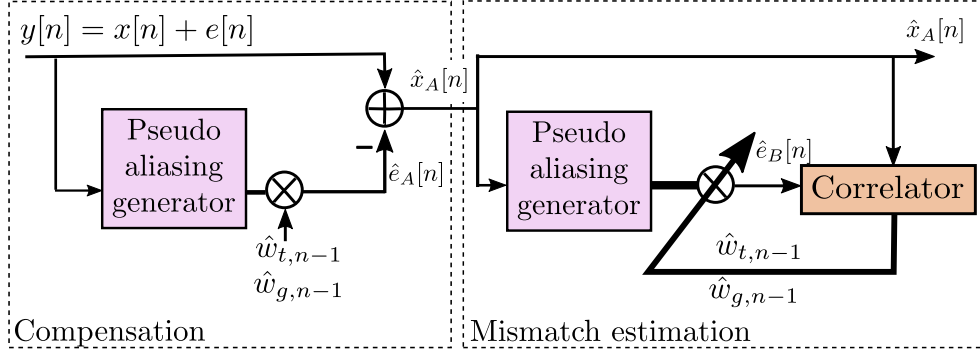 y[n] = x[n] + e[n]
Pseudo
aliasing
generator
−
ê_A[n]
ŵ_{t,n−1}
ŵ_{g,n−1}
Compensation
x̂_A[n]
x̂_A[n]
Pseudo
aliasing
generator
ê_B[n]
Correlator
ŵ_{t,n−1}
ŵ_{g,n−1}
Mismatch estimation